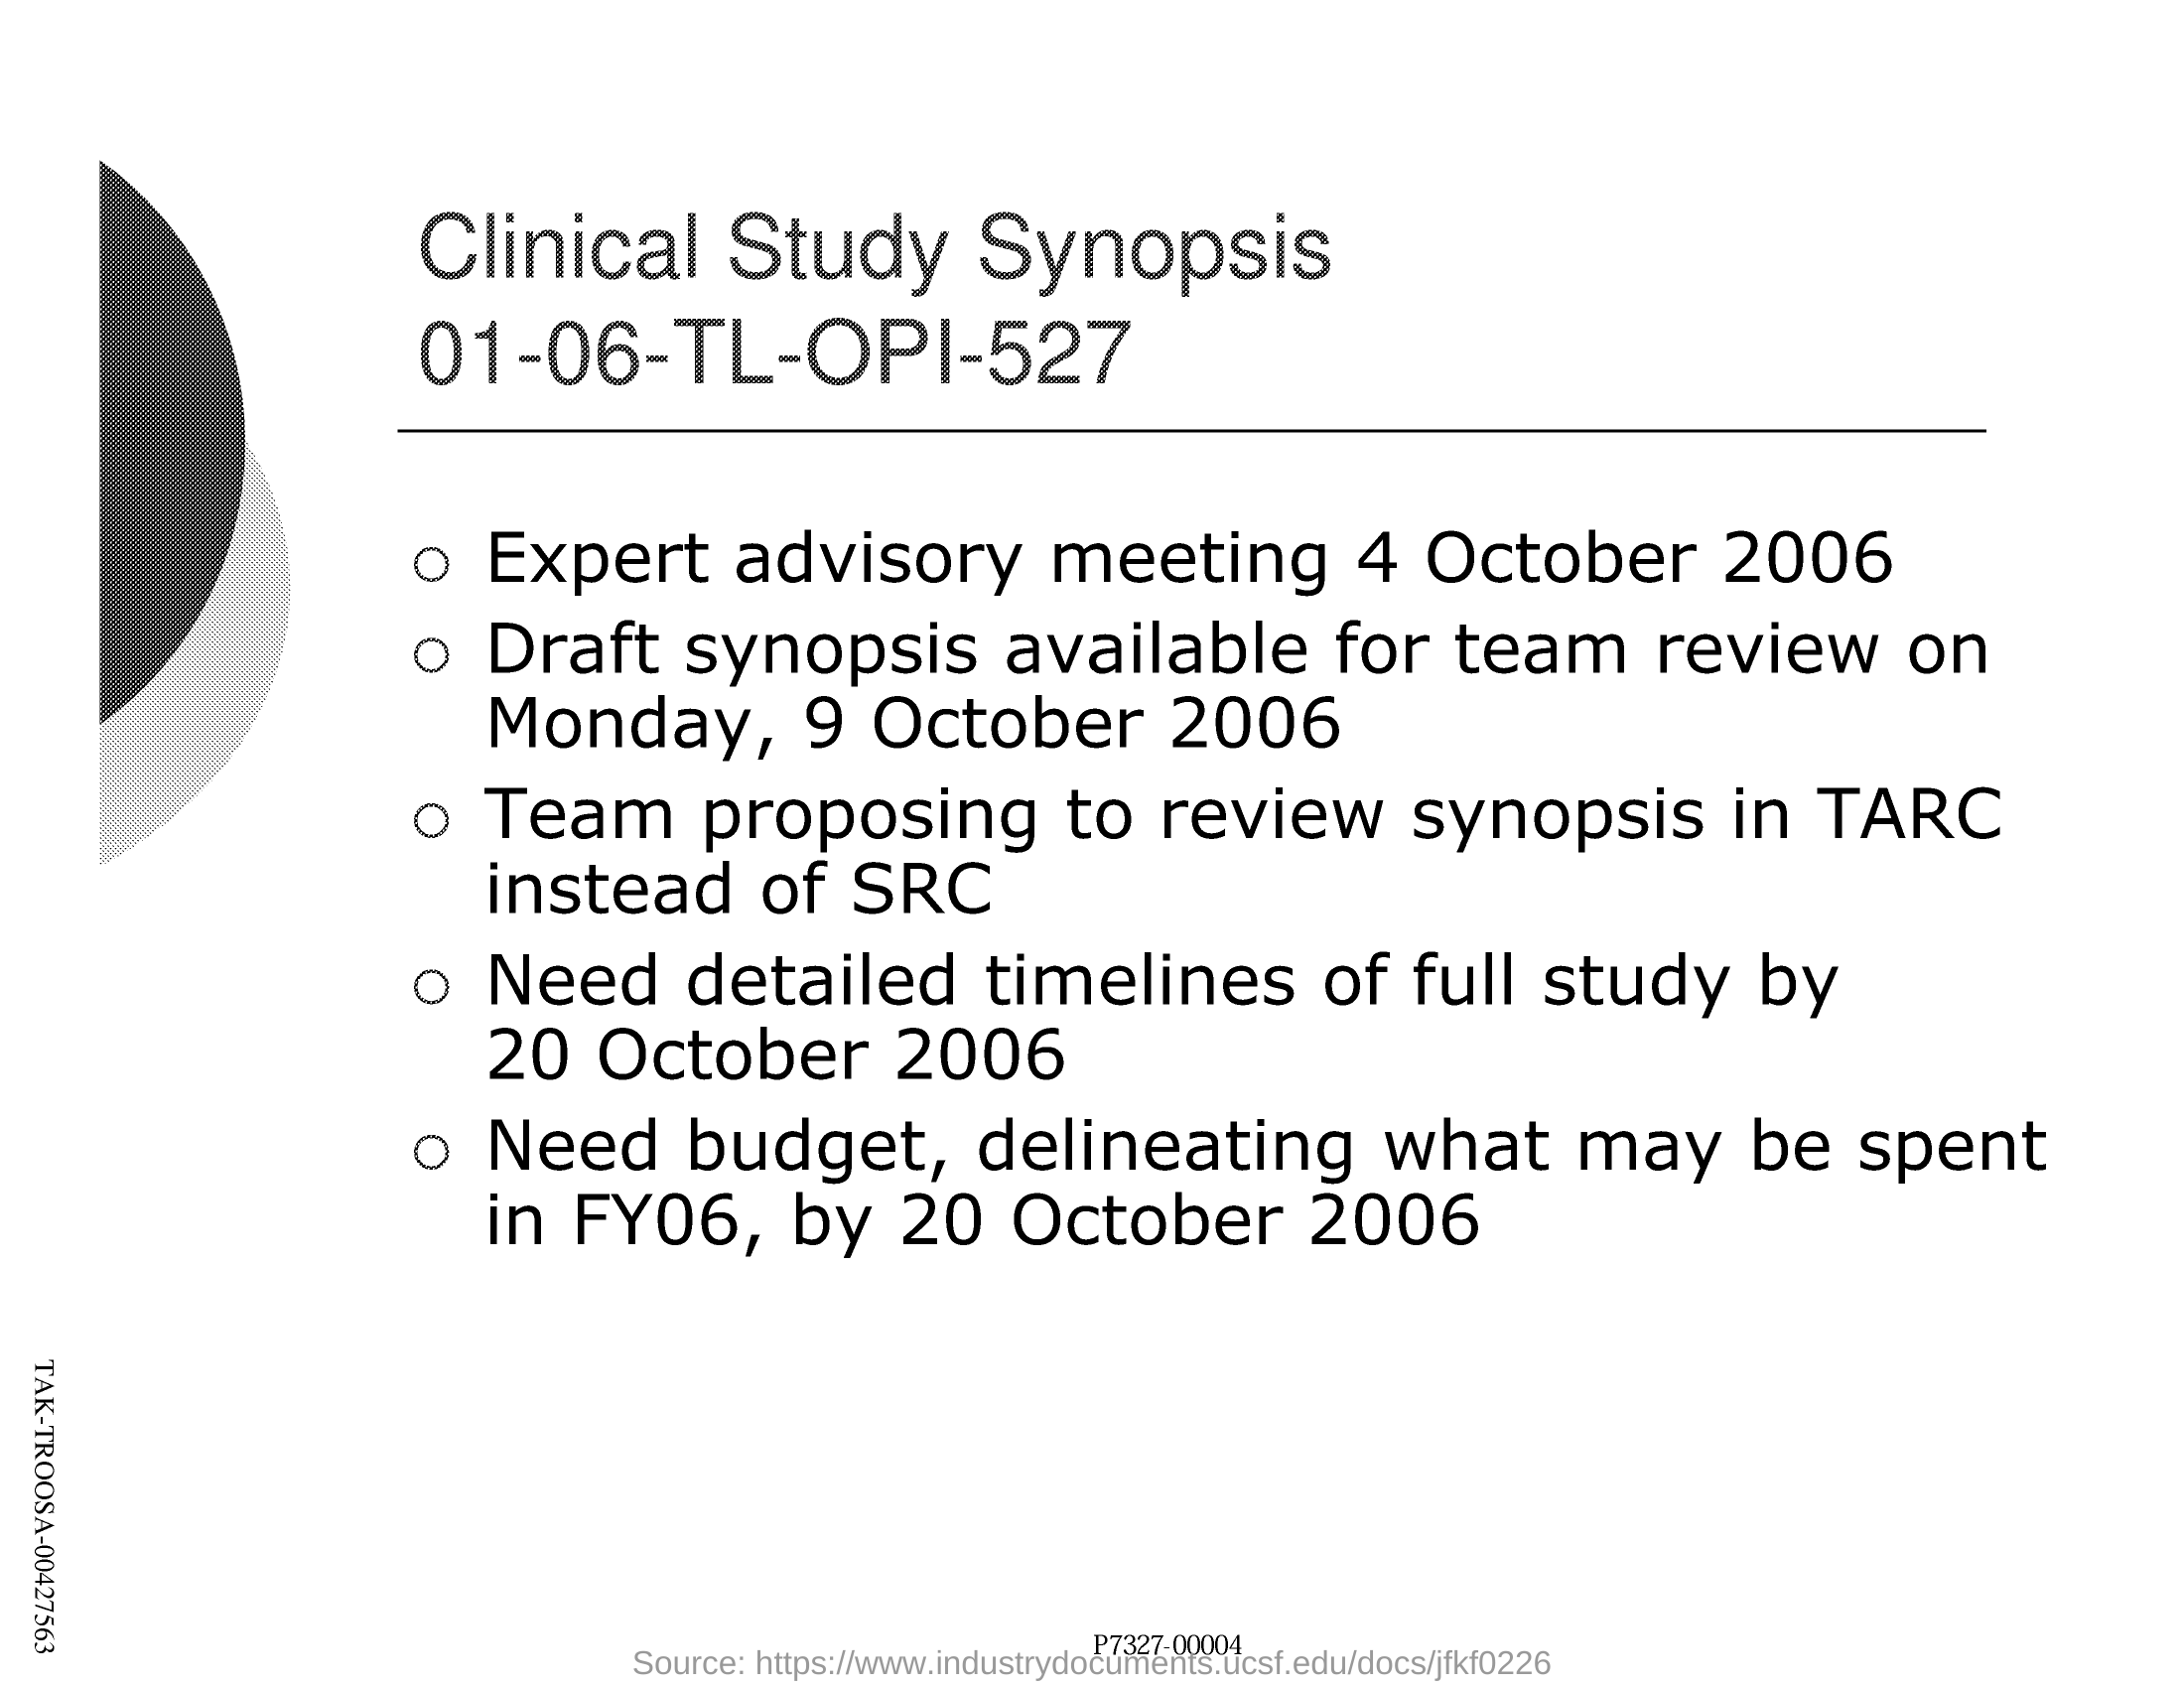 Clinical Study Synopsis
01-06-TL-OPI-527
Expert advisory meeting 4 October 2006
Draft synopsis available for team review on
Monday, 9 October 2006
Team proposing to review synopsis in TARC
instead of SRC
Need detailed timelines of full study by
20 October 2006
Need budget, delineating what may be spent
in FY06, by 20 October 2006
TAK-TROOSA-00427563
P7327-00004
Source: https://www.industrydocuments.ucsf.edu/docs/jfkf0226